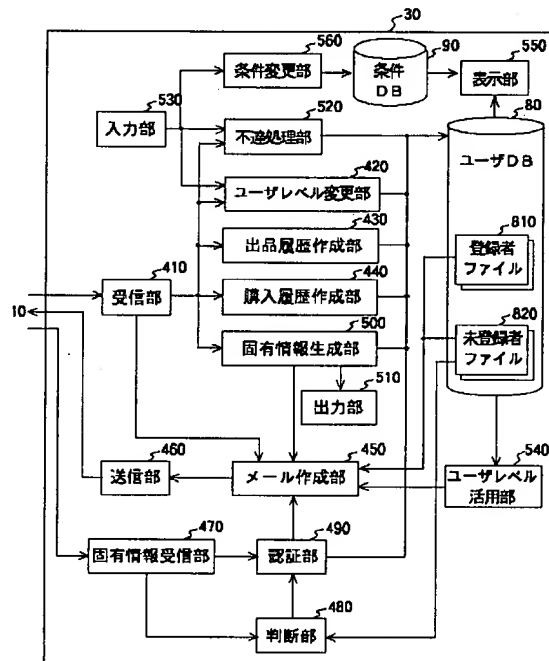 30
560
条件変更部
90
条件
DB
550
表示部
530
入力部
520
不達処理部
80
ユーザDB
420
ユーザレベル変更部
430
出品履歴作成部
810
登録者
ファイル
410
受信部
440
購入履歴作成部
10
500
固有情報生成部
820
未登録者
ファイル
510
出力部
460
送信部
450
メール作成部
540
ユーザレベル
活用部
470
固有情報受信部
490
認証部
480
判断部